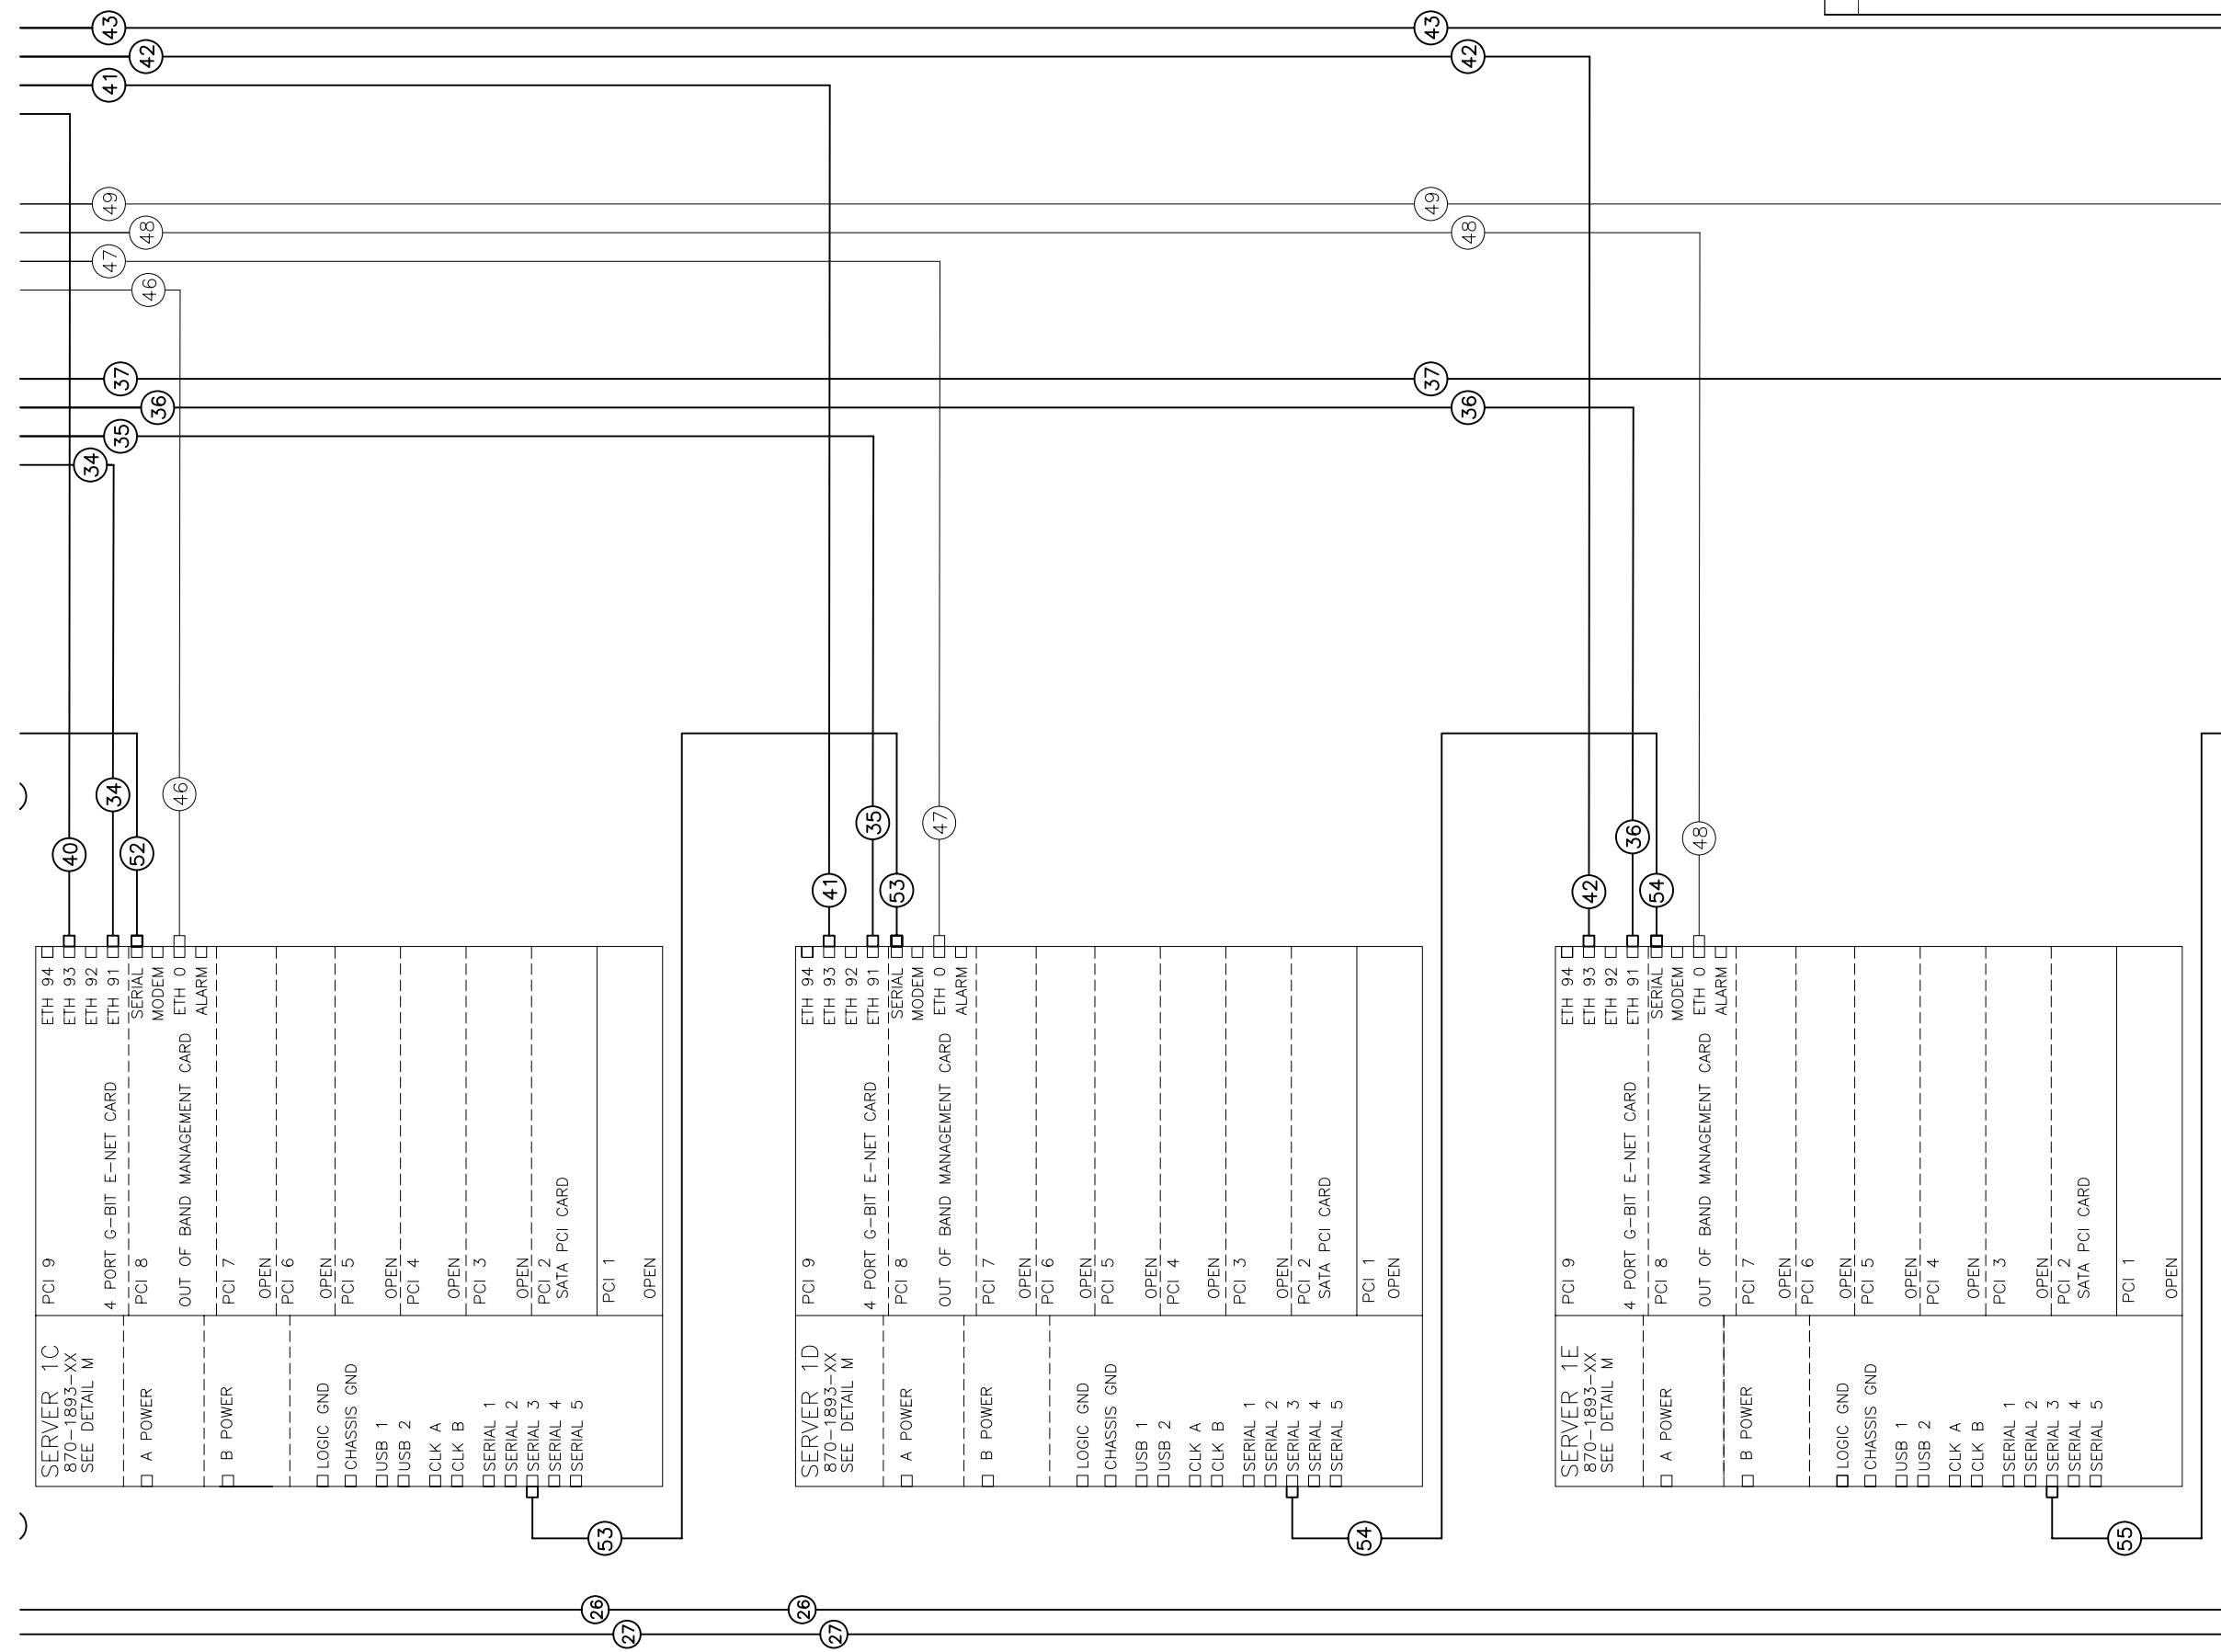 43
43
42
42
41
49
49
48
48
47
46
37
37
36
36
35
34
40
34
52
46
41
35
53
47
42
36
54
48
SERVER 1C
870-1893-XX
SEE DETAIL M
A POWER
B POWER
LOGIC GND
CHASSIS GND
USB 1
USB 2
CLK A
CLK B
SERIAL 1
SERIAL 2
SERIAL 3
SERIAL 4
SERIAL 5
PCI 9
4 PORT G-BIT E-NET CARD
ETH 94
ETH 93
ETH 92
ETH 91
PCI 8
OUT OF BAND MANAGEMENT CARD
SERIAL
MODEM
ETH 0
ALARM
PCI 7
OPEN
PCI 6
OPEN
PCI 5
OPEN
PCI 4
OPEN
PCI 3
OPEN
PCI 2
SATA PCI CARD
PCI 1
OPEN
SERVER 1D
870-1893-XX
SEE DETAIL M
A POWER
B POWER
LOGIC GND
CHASSIS GND
USB 1
USB 2
CLK A
CLK B
SERIAL 1
SERIAL 2
SERIAL 3
SERIAL 4
SERIAL 5
PCI 9
4 PORT G-BIT E-NET CARD
ETH 94
ETH 93
ETH 92
ETH 91
PCI 8
OUT OF BAND MANAGEMENT CARD
SERIAL
MODEM
ETH 0
ALARM
PCI 7
OPEN
PCI 6
OPEN
PCI 5
OPEN
PCI 4
OPEN
PCI 3
OPEN
PCI 2
SATA PCI CARD
PCI 1
OPEN
SERVER 1E
870-1893-XX
SEE DETAIL M
A POWER
B POWER
LOGIC GND
CHASSIS GND
USB 1
USB 2
CLK A
CLK B
SERIAL 1
SERIAL 2
SERIAL 3
SERIAL 4
SERIAL 5
PCI 9
4 PORT G-BIT E-NET CARD
ETH 94
ETH 93
ETH 92
ETH 91
PCI 8
OUT OF BAND MANAGEMENT CARD
SERIAL
MODEM
ETH 0
ALARM
PCI 7
OPEN
PCI 6
OPEN
PCI 5
OPEN
PCI 4
OPEN
PCI 3
OPEN
PCI 2
SATA PCI CARD
PCI 1
OPEN
53
54
55
26
26
27
27